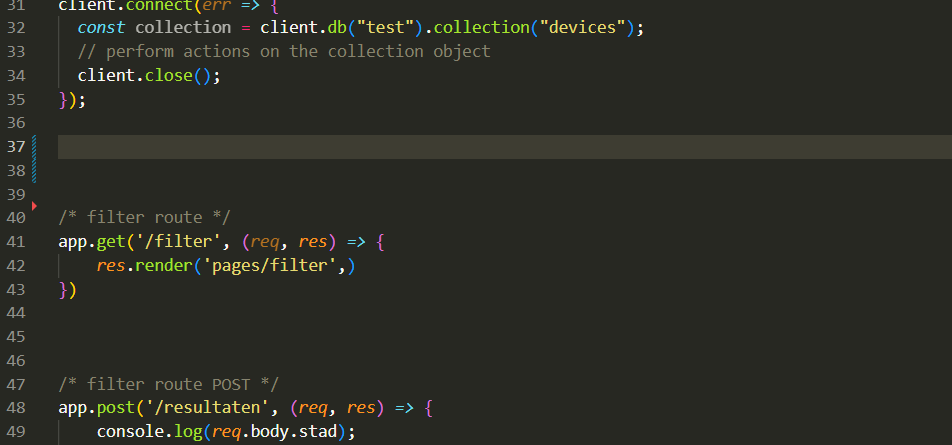 31 client.connect(err => {
32 const collection = client.db("test").collection("devices");
33 // perform actions on the collection object
34 client.close();
35 });
36
37
38
39
40 /* filter route */
41 app.get('/filter', (req, res) => {
42 res.render('pages/filter',)
43 })
44
45
46
47 /* filter route POST */
48 app.post('/resultaten', (req, res) => {
49 console.log(req.body.stad);